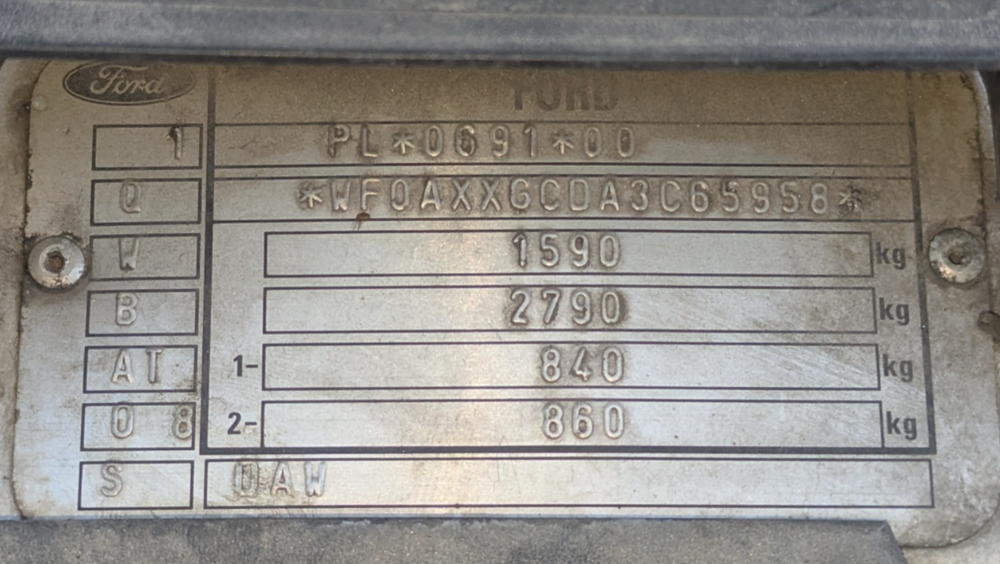 Ford
FORD
1 PL*0691*00
Q *WF0AXXGCDA3C65958*
W 1590 kg
B 2790 kg
AT 1- 840 kg
0 8 2- 860 kg
S DAW